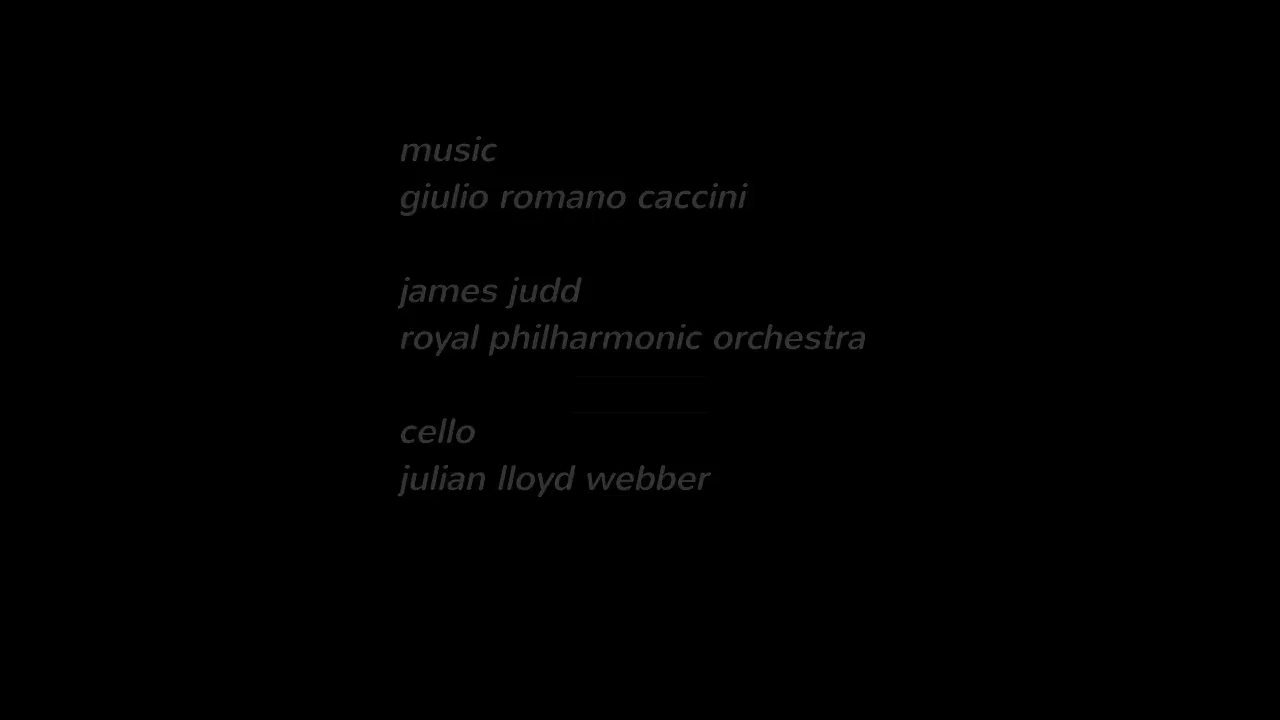 music
giulio romano caccini
james judd
royal philharmonic orchestra
cello
julian lloyd webber